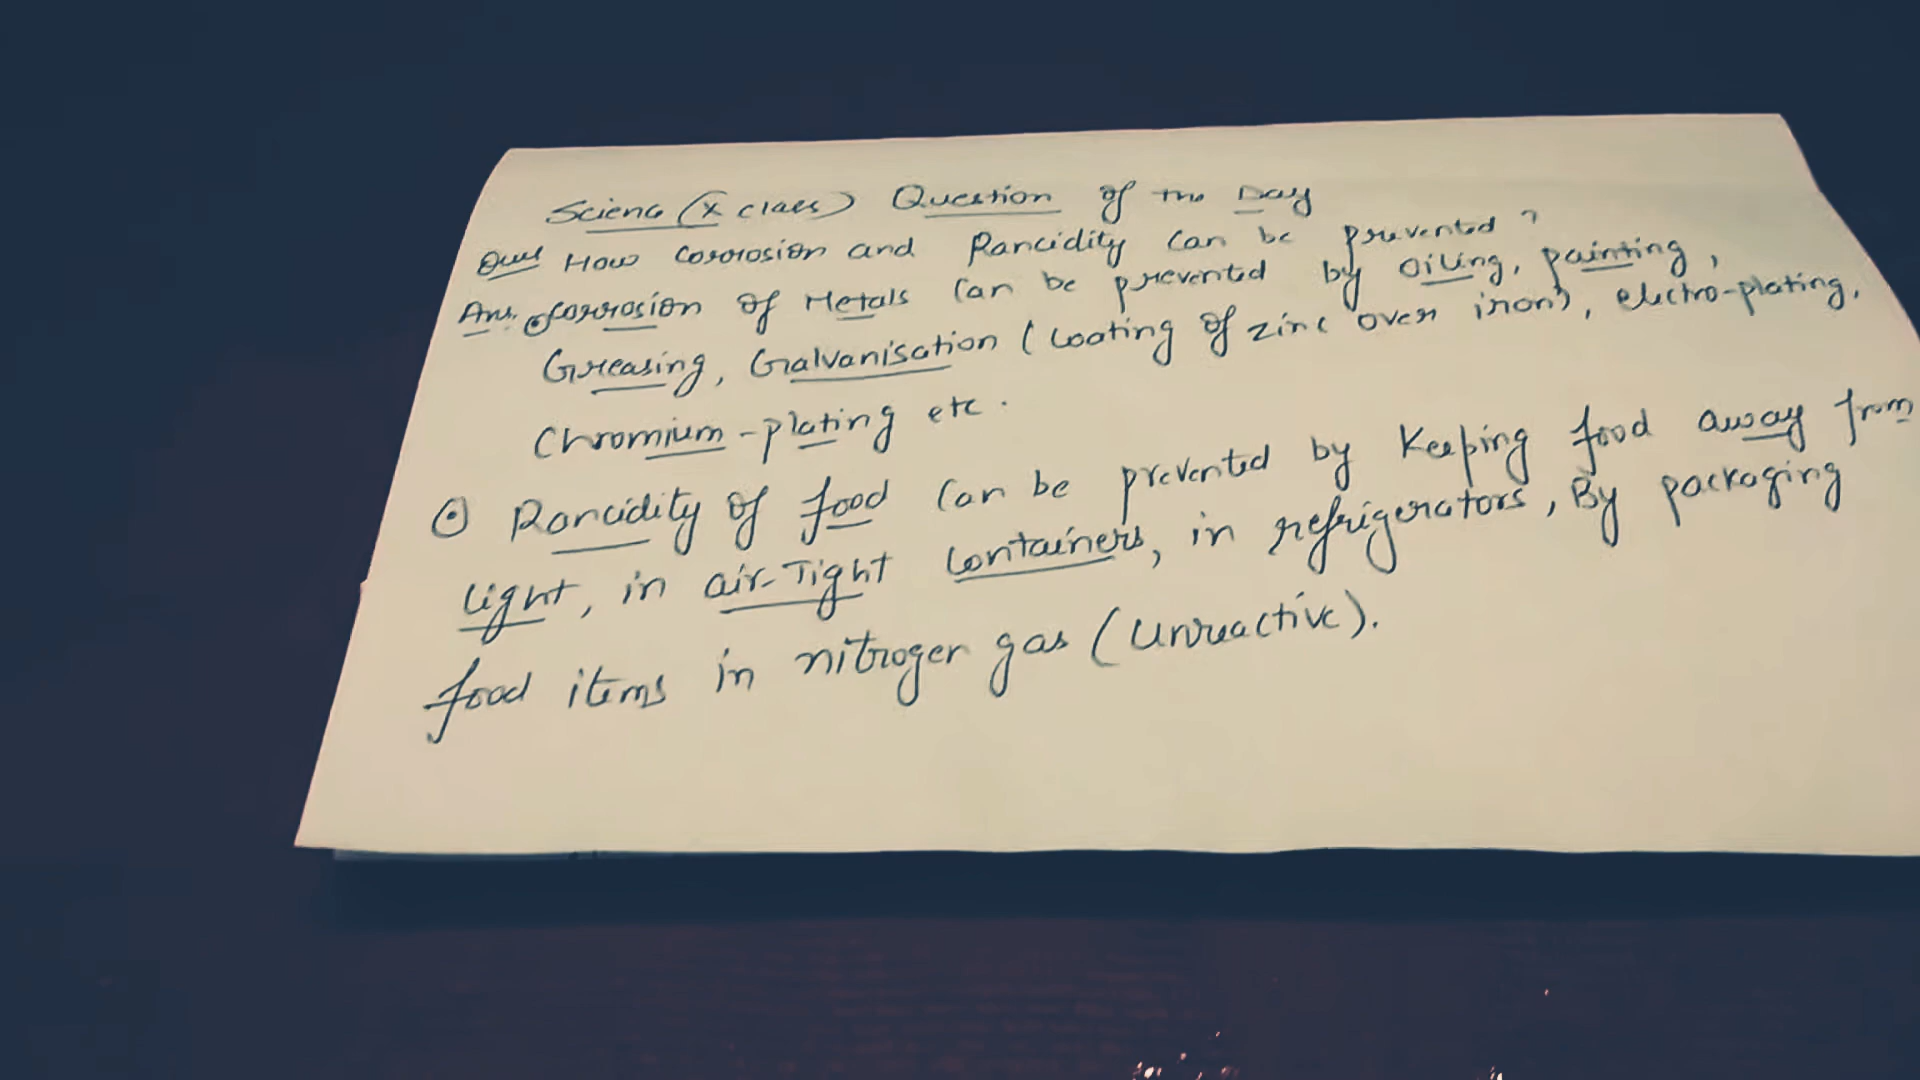 Science (X class) Question of the Day
Ques How Corrosion and Rancidity Can be prevented?
Ans. ⊙ Corrosion of Metals Can be prevented by Oiling, painting,
Greasing, Galvanisation (Coating of zinc over iron), electro-plating,
Chromium-plating etc.
⊙ Rancidity of food Can be prevented by Keeping food away from
light, in air-Tight Containers, in refrigerators, By packaging
food items in nitrogen gas (Unreactive).